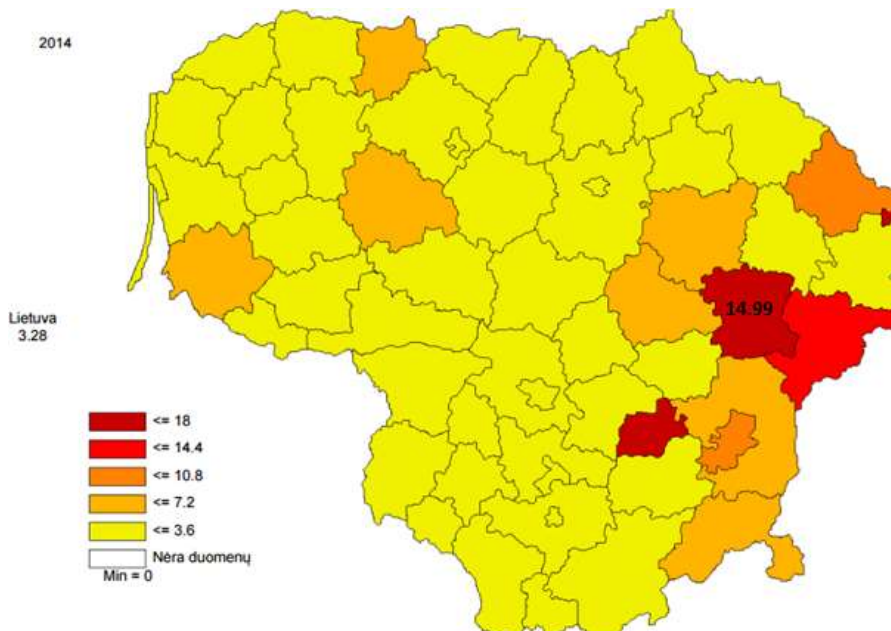 2014
14.99
Lietuva
3.28
<= 18
<= 14.4
<= 10.8
<= 7.2
<= 3.6
Nėra duomenų
Min = 0